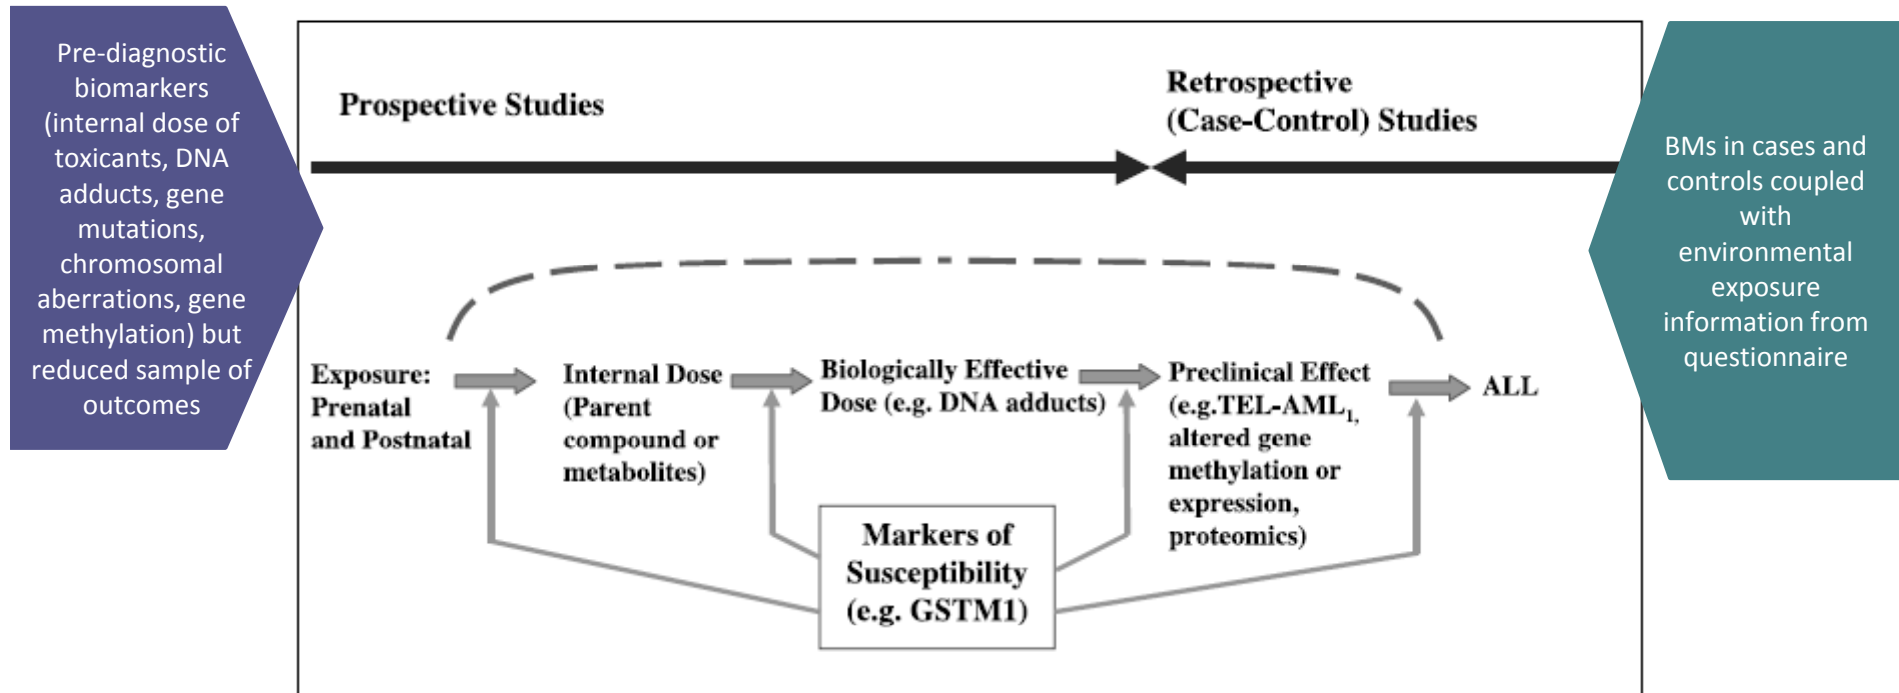 Pre-diagnostic
biomarkers
(internal dose of
toxicants, DNA
adducts, gene
mutations,
chromosomal
aberrations, gene
methylation) but
reduced sample of
outcomes
Prospective Studies
Retrospective
(Case-Control) Studies
Exposure:
Prenatal
and Postnatal
Internal Dose
(Parent
compound or
metabolites)
Biologically Effective
Dose (e.g. DNA adducts)
Preclinical Effect
(e.g.TEL-AML1,
altered gene
methylation or
expression,
proteomics)
ALL
Markers of
Susceptibility
(e.g. GSTM1)
BMs in cases and
controls coupled
with
environmental
exposure
information from
questionnaire